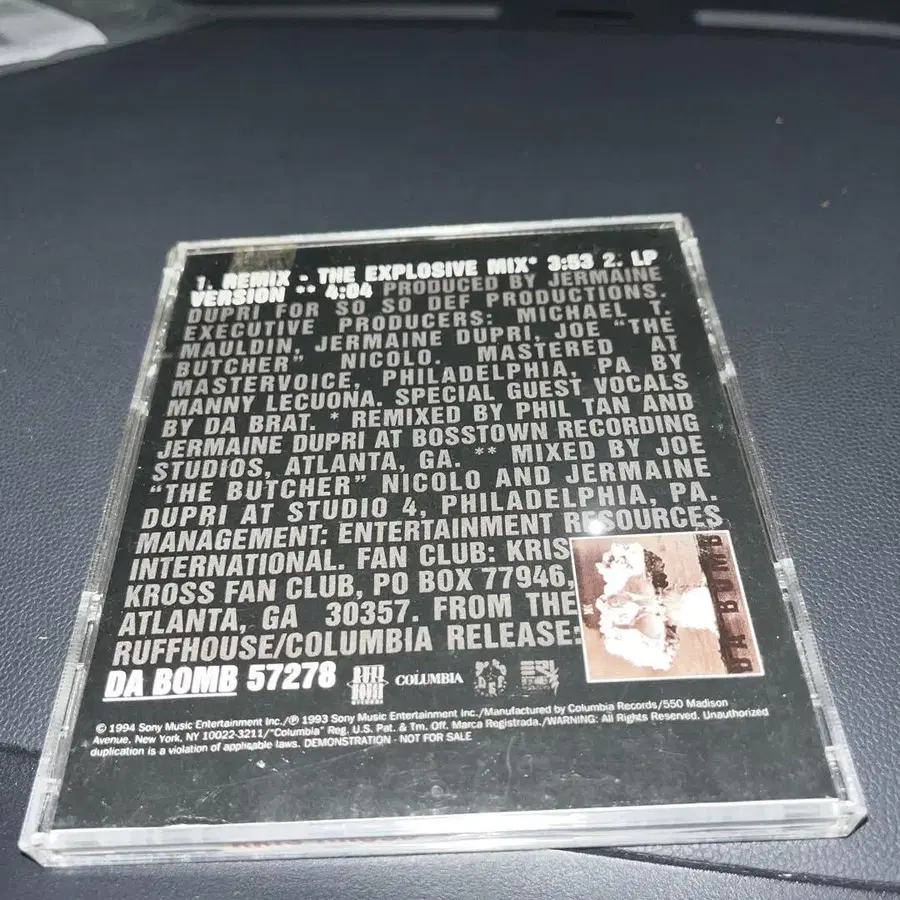 1. REMIX - THE EXPLOSIVE MIX* 3:53 2. LP
VERSION ** 4:04 PRODUCED BY JERMAINE
DUPRI FOR SO SO DEF PRODUCTIONS.
EXECUTIVE PRODUCERS: MICHAEL T.
MAULDIN, JERMAINE DUPRI, JOE "THE
BUTCHER" NICOLO. MASTERED AT
MASTERVOICE, PHILADELPHIA, PA BY
MANNY LECUONA. SPECIAL GUEST VOCALS
BY DA BRAT. * REMIXED BY PHIL TAN AND
JERMAINE DUPRI AT BOSSTOWN RECORDING
STUDIOS, ATLANTA, GA. ** MIXED BY JOE
"THE BUTCHER" NICOLO AND JERMAINE
DUPRI AT STUDIO 4, PHILADELPHIA, PA.
MANAGEMENT: ENTERTAINMENT RESOURCES
INTERNATIONAL. FAN CLUB: KRIS
KROSS FAN CLUB, PO BOX 77946,
ATLANTA, GA 30357. FROM THE
RUFFHOUSE/COLUMBIA RELEASE:
DA BOMB 57278 RUFF HOUSE RECORDS COLUMBIA
DA BOMB
© 1994 Sony Music Entertainment Inc./℗ 1993 Sony Music Entertainment Inc./Manufactured by Columbia Records/550 Madison
Avenue, New York, NY 10022-3211/"Columbia" Reg. U.S. Pat. & Tm. Off. Marca Registrada./WARNING: All Rights Reserved. Unauthorized
duplication is a violation of applicable laws. DEMONSTRATION - NOT FOR SALE